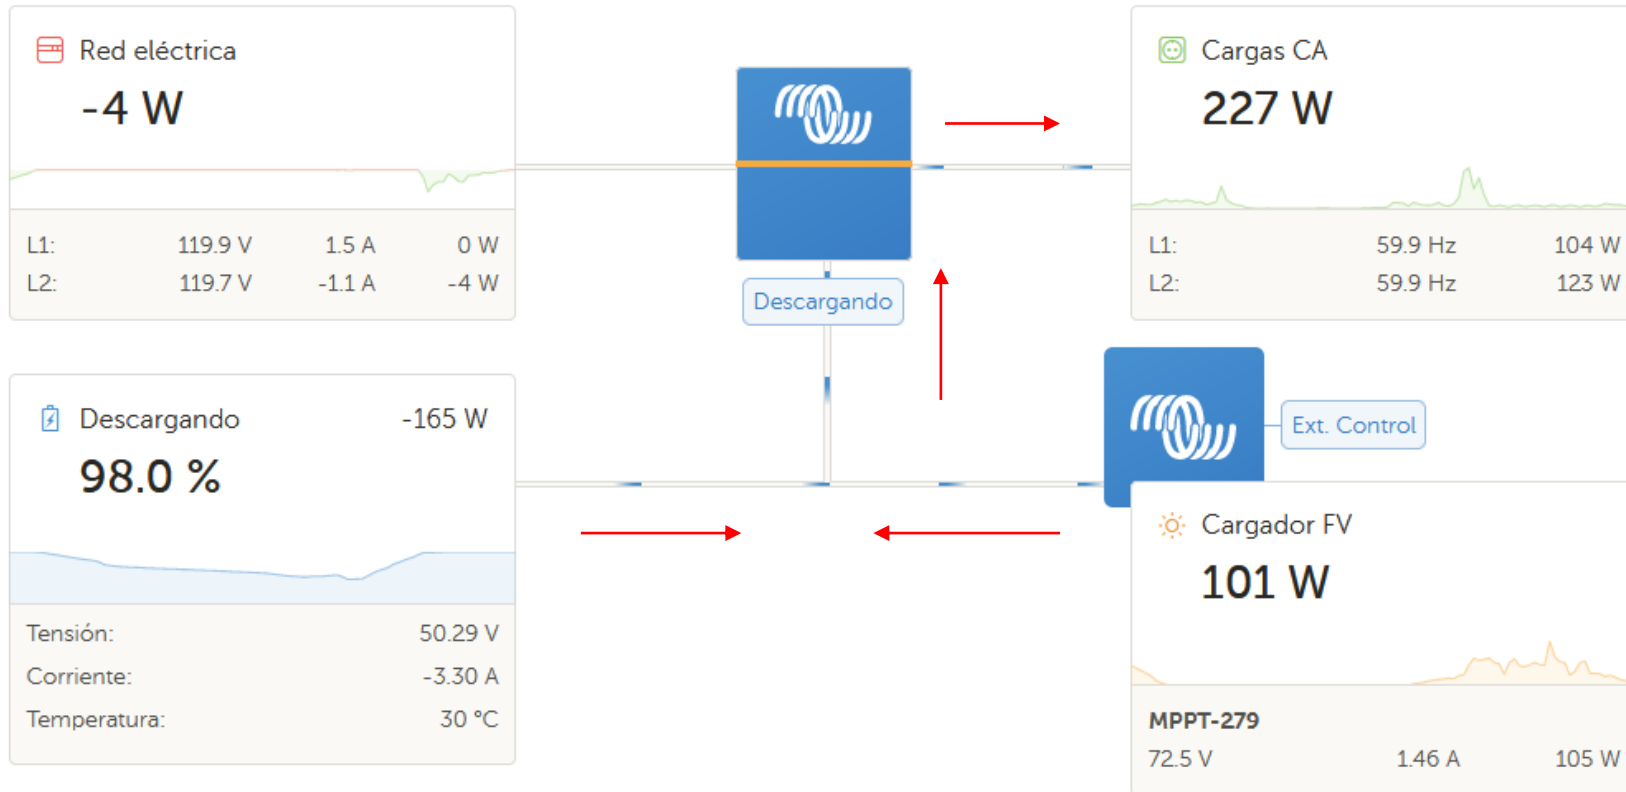 Red eléctrica
-4 W
L1: 119.9 V 1.5 A 0 W
L2: 119.7 V -1.1 A -4 W
Descargando
Cargas CA
227 W
L1: 59.9 Hz 104 W
L2: 59.9 Hz 123 W
Descargando -165 W
98.0 %
Tensión: 50.29 V
Corriente: -3.30 A
Temperatura: 30 °C
Ext. Control
Cargador FV
101 W
MPPT-279
72.5 V 1.46 A 105 W